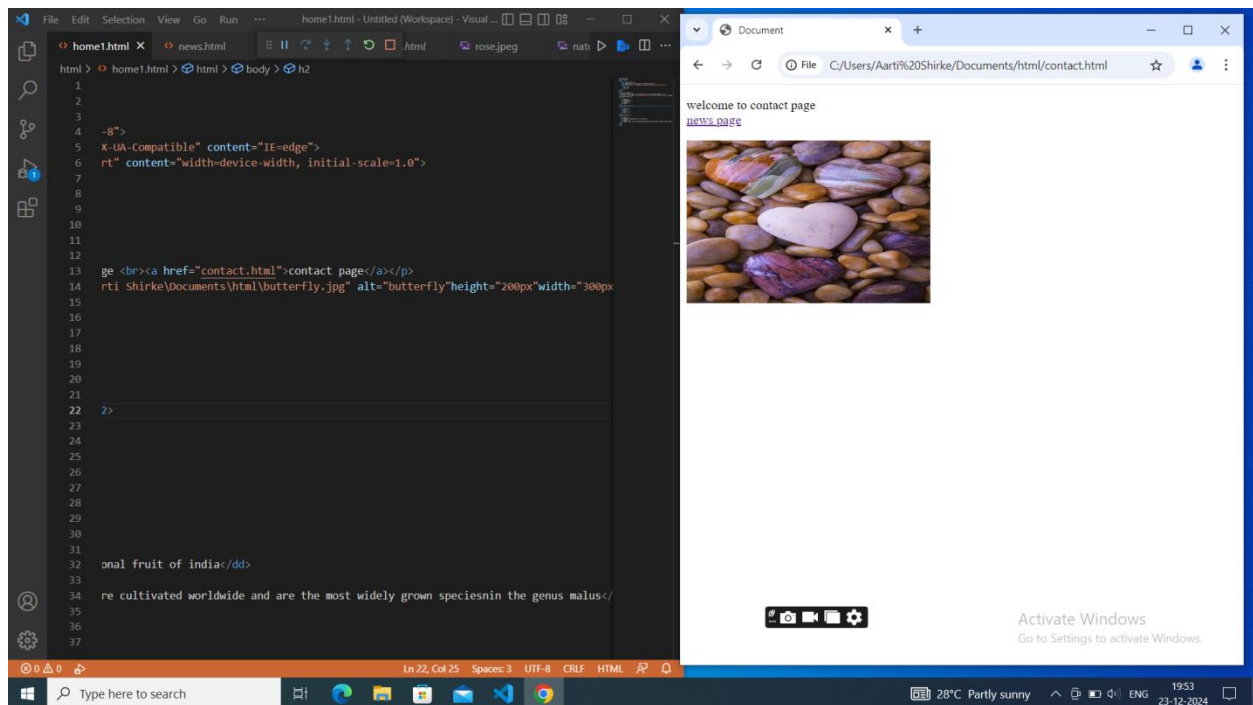 File Edit Selection View Go Run ··· home1.html - Untitled (Workspace) - Visual ...
home1.html news.html .html rose.jpeg nati
html > home1.html > html > body > h2
1
2
3
4 -8">
5 X-UA-Compatible" content="IE=edge">
6 rt" content="width=device-width, initial-scale=1.0">
7
8
9
10
11
12
13 ge <br><a href="contact.html">contact page</a></p>
14 rti Shirke\Documents\html\butterfly.jpg" alt="butterfly"height="200px"width="300px
15
16
17
18
19
20
21
22 2>
23
24
25
26
27
28
29
30
31
32 onal fruit of india</dd>
33
34 re cultivated worldwide and are the most widely grown speciesnin the genus malus</
35
36
37
1
0 0 Ln 22, Col 25 Spaces: 3 UTF-8 CRLF HTML
Document
File C:/Users/Aarti%20Shirke/Documents/html/contact.html
welcome to contact page
news page
Activate Windows
Go to Settings to activate Windows.
Type here to search 28°C Partly sunny ENG 19:53
23-12-2024